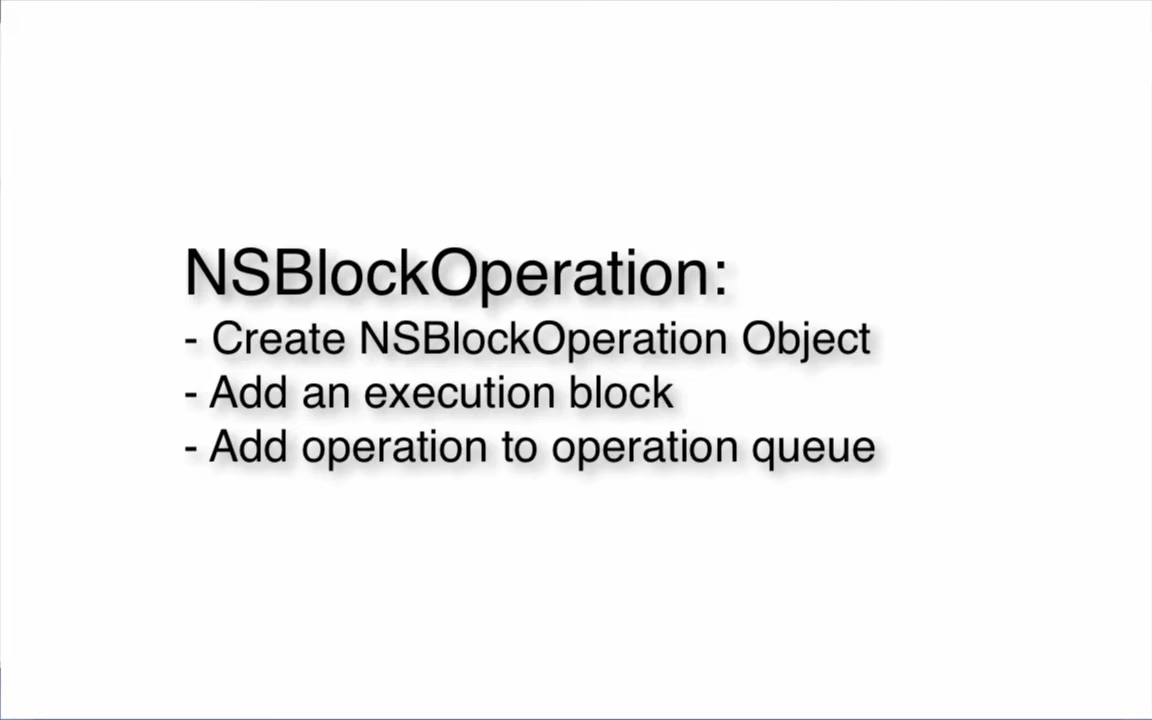 NSBlockOperation:
- Create NSBlockOperation Object
- Add an execution block
- Add operation to operation queue